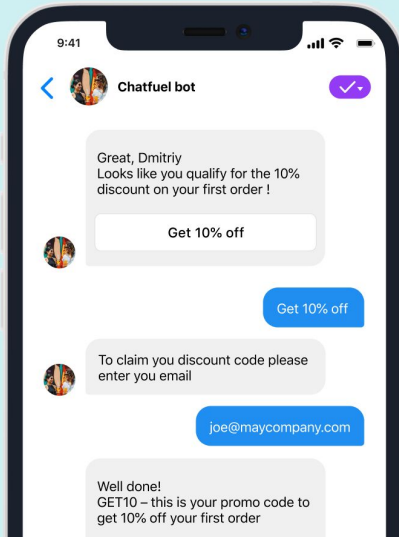 9:41
Chatfuel bot
Great, Dmitriy
Looks like you qualify for the 10%
discount on your first order !
Get 10% off
Get 10% off
To claim you discount code please
enter you email
joe@maycompany.com
Well done!
GET10 – this is your promo code to
get 10% off your first order